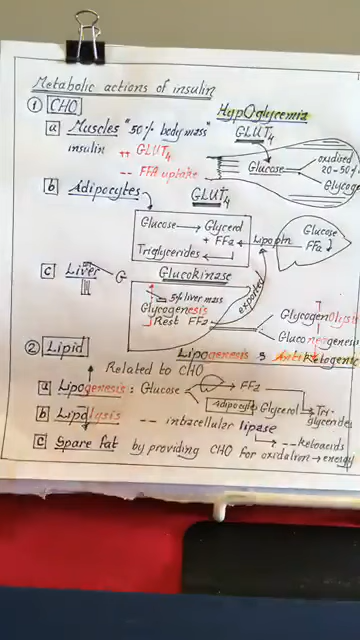 Metabolic actions of insulin
① CHO
HypOglycemia
a Muscles "50% body mass"
GLUT4
insulin ++ GLUT4
-- FFA uptake
Glucose → oxidised
20-50%
Glycoge
b Adipocytes
GLUT4
Glucose → Glycerol
+ FFa ← Lipoptn
Triglycerides ←
Glucose
FFa
c Liver G
Glucokinase
5% liver mass
Glycogenesis
Rest FFa
exported
Glycogenolysis
Gluconeogenesis
Lipogenesis & Antiketogenic
② Lipid
Related to CHO
a Lipogenesis: Glucose → FFa
Adipocyte Glycerol → Tri-
glycerides
b Lipolysis -- intracellular lipase
→ -- ketoacids
c Spare fat by providing CHO for oxidation → energy